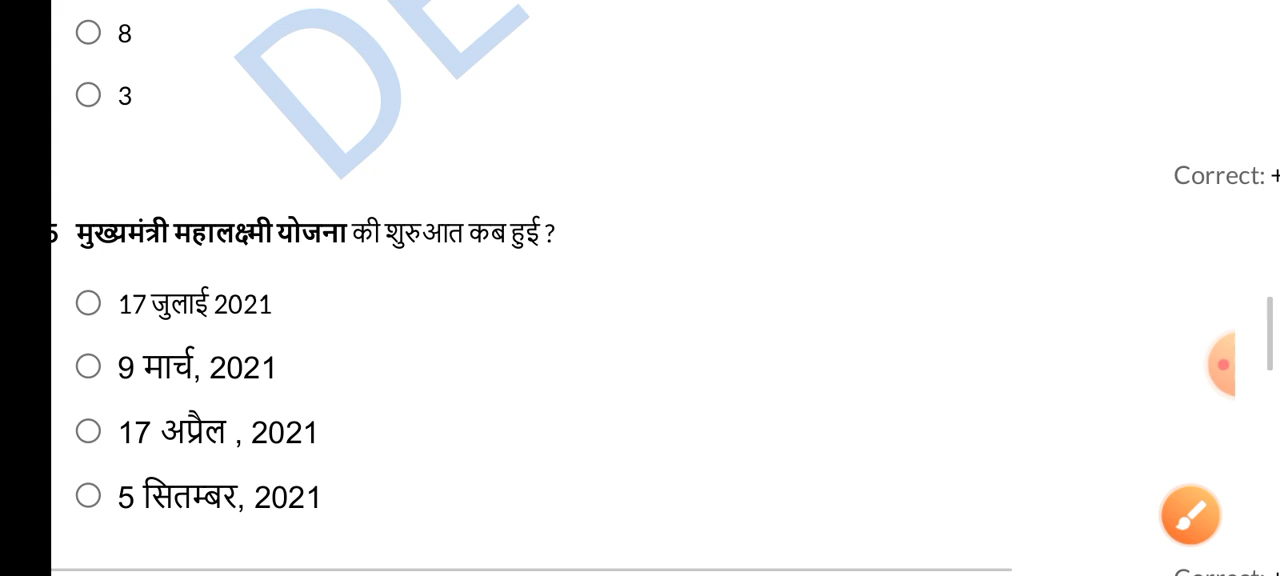 8
3
DE
Correct: +
5 मुख्यमंत्री महालक्ष्मी योजना की शुरुआत कब हुई ?
17 जुलाई 2021
9 मार्च, 2021
17 अप्रैल , 2021
5 सितम्बर, 2021